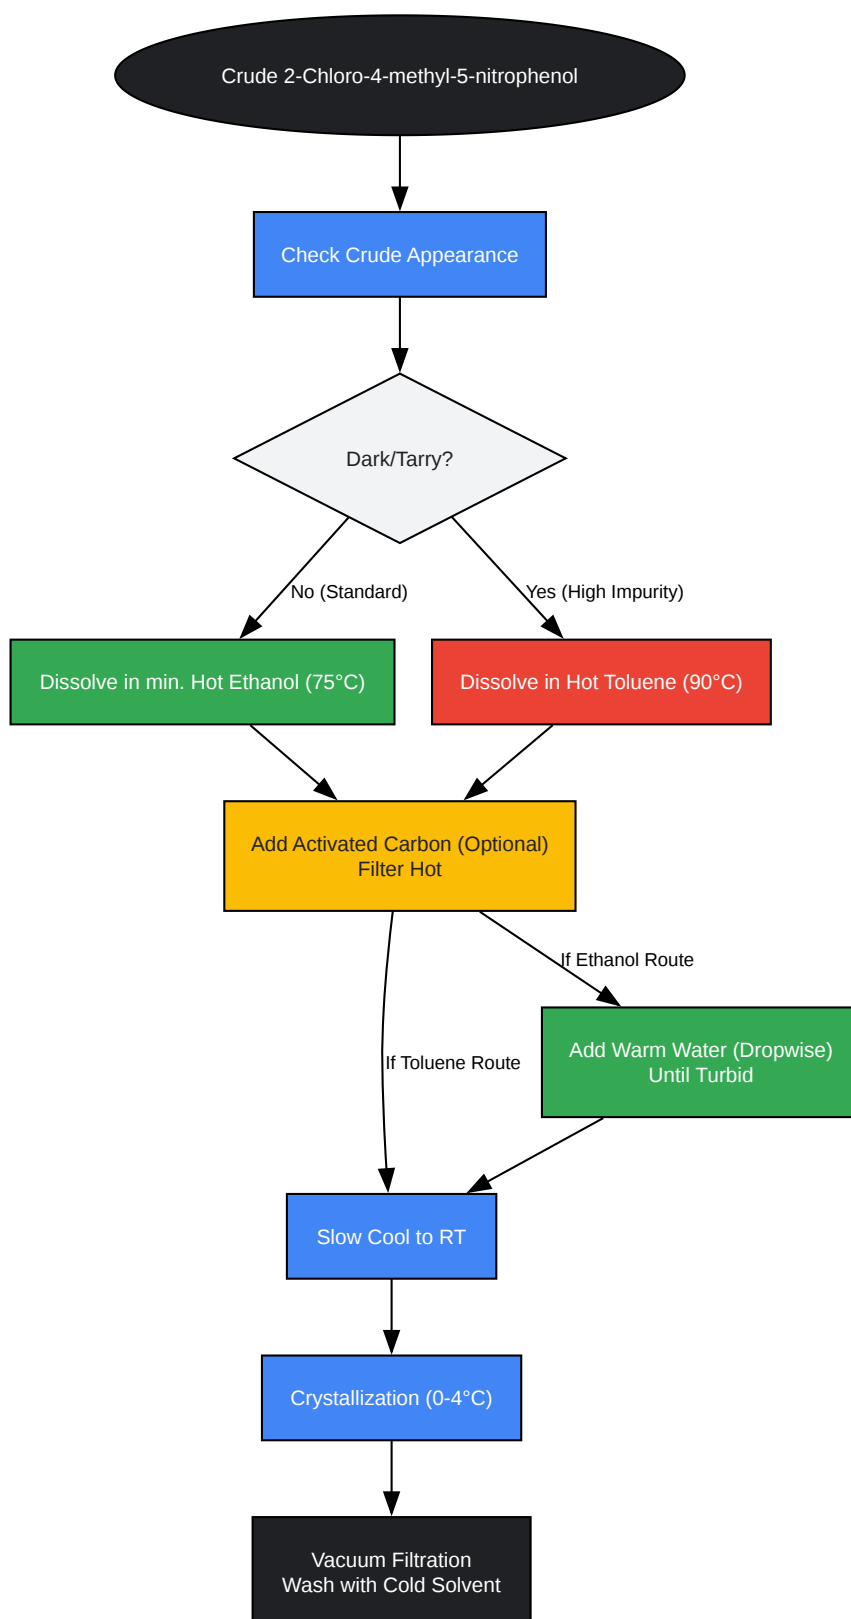 Crude 2-Chloro-4-methyl-5-nitrophenol
Check Crude Appearance
Dark/Tarry?
No (Standard)
Yes (High Impurity)
Dissolve in min. Hot Ethanol (75°C)
Dissolve in Hot Toluene (90°C)
Add Activated Carbon (Optional)
Filter Hot
If Ethanol Route
Add Warm Water (Dropwise)
Until Turbid
If Toluene Route
Slow Cool to RT
Crystallization (0-4°C)
Vacuum Filtration
Wash with Cold Solvent